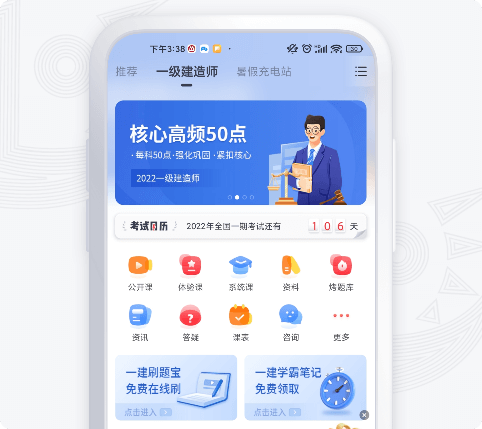 下午3:38
推荐 一级建造师 暑假充电站
核心高频50点
·每科50点·强化巩固·紧扣核心
2022一级建造师
考试日历 2022年全国一期考试还有 106 天
公开课 体验课 系统课 资料 烤题库
资讯 答疑 课表 咨询 更多
一建刷题宝
免费在线刷
点击进入
一建学霸笔记
免费领取
点击进入